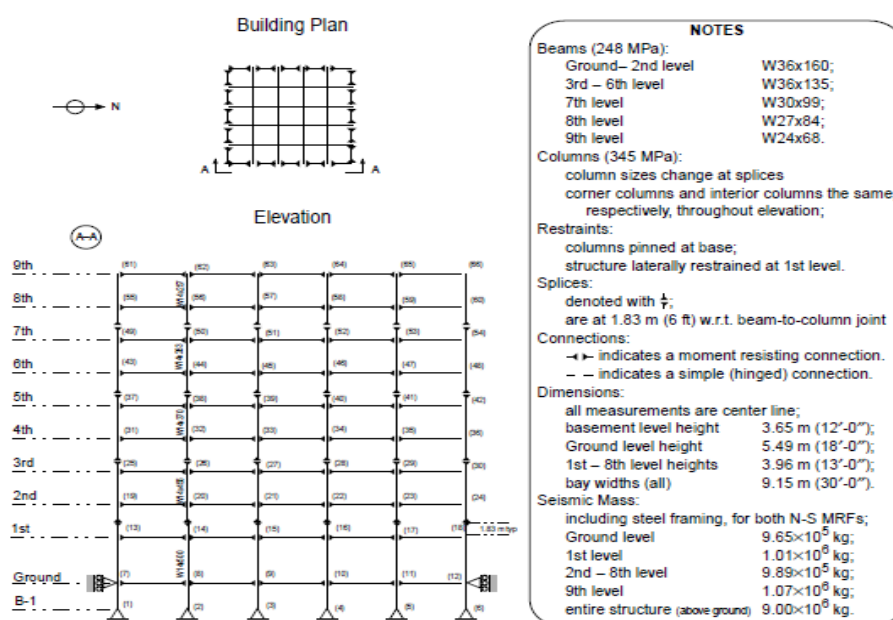 Building Plan
N
A A
Elevation
A-A
9th
(61) (62) (63) (64) (65) (66)
W14x257
8th
(55) (56) (57) (58) (59) (60)
7th
(49) (50) (51) (52) (53) (54)
W14x283
6th
(43) (44) (45) (46) (47) (48)
5th
(37) (38) (39) (40) (41) (42)
W14x370
4th
(31) (32) (33) (34) (35) (36)
3rd
(25) (26) (27) (28) (29) (30)
W14x455
2nd
(19) (20) (21) (22) (23) (24)
1st
(13) (14) (15) (16) (17) (18)
1.83 m typ
W14x500
Ground
(7) (8) (9) (10) (11) (12)
B-1
(1) (2) (3) (4) (5) (6)
NOTES
Beams (248 MPa):
Ground– 2nd level W36x160;
3rd – 6th level W36x135;
7th level W30x99;
8th level W27x84;
9th level W24x68.
Columns (345 MPa):
column sizes change at splices
corner columns and interior columns the same,
respectively, throughout elevation;
Restraints:
columns pinned at base;
structure laterally restrained at 1st level.
Splices:
denoted with ;
are at 1.83 m (6 ft) w.r.t. beam-to-column joint
Connections:
indicates a moment resisting connection.
– – indicates a simple (hinged) connection.
Dimensions:
all measurements are center line;
basement level height 3.65 m (12′-0″);
Ground level height 5.49 m (18′-0″);
1st – 8th level heights 3.96 m (13′-0″);
bay widths (all) 9.15 m (30′-0″).
Seismic Mass:
including steel framing, for both N-S MRFs;
Ground level 9.65×10⁵ kg;
1st level 1.01×10⁶ kg;
2nd – 8th level 9.89×10⁵ kg;
9th level 1.07×10⁶ kg;
entire structure (above ground) 9.00×10⁶ kg.